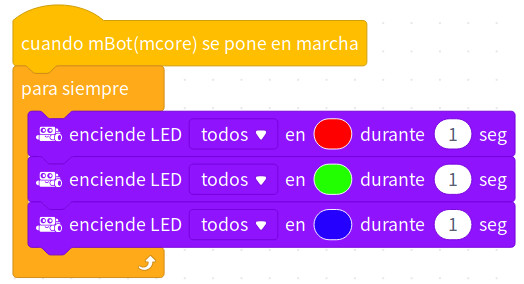 cuando mBot(mcore) se pone en marcha
para siempre
enciende LED todos en durante 1 seg
enciende LED todos en durante 1 seg
enciende LED todos en durante 1 seg